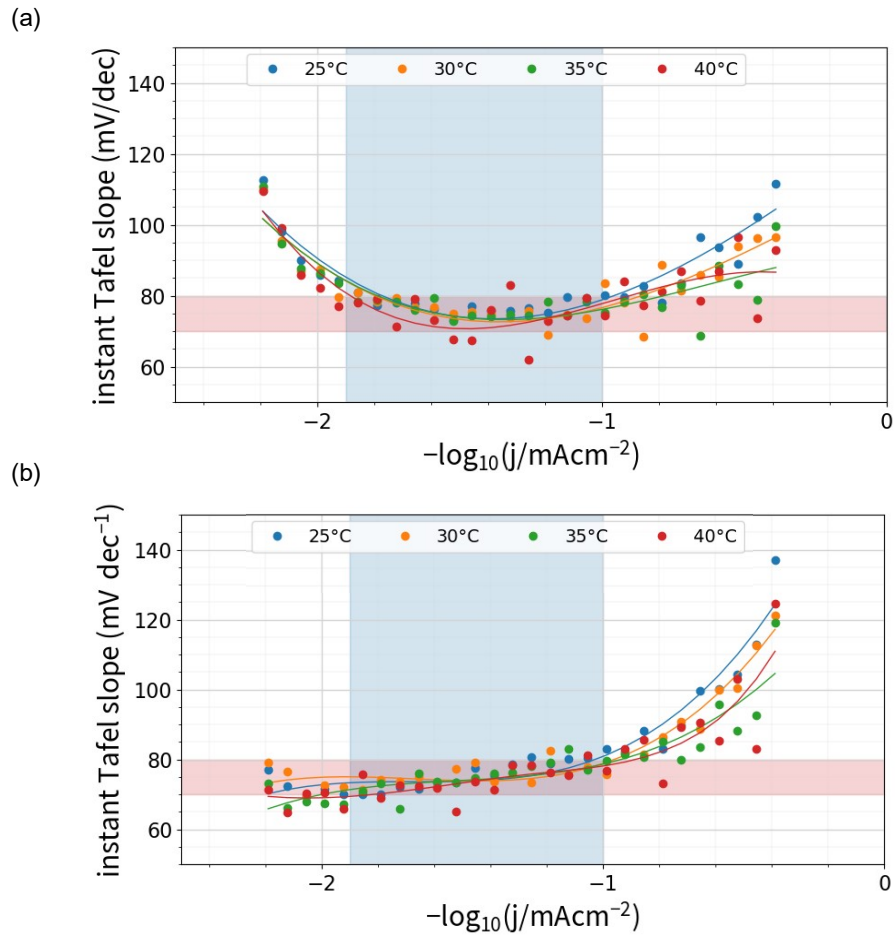 (a)
25°C 30°C 35°C 40°C
instant Tafel slope (mV/dec)
140
120
100
80
60
−2 −1 0
−log₁₀(j/mAcm⁻²)
(b)
25°C 30°C 35°C 40°C
instant Tafel slope (mV dec⁻¹)
140
120
100
80
60
−2 −1 0
−log₁₀(j/mAcm⁻²)